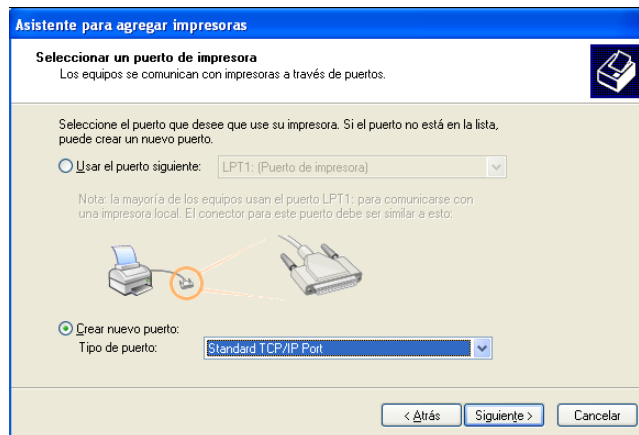 Asistente para agregar impresoras
Seleccionar un puerto de impresora
Los equipos se comunican con impresoras a través de puertos.
Seleccione el puerto que desee que use su impresora. Si el puerto no está en la lista,
puede crear un nuevo puerto.
Usar el puerto siguiente: LPT1: (Puerto de impresora)
Nota: la mayoría de los equipos usan el puerto LPT1: para comunicarse con
una impresora local. El conector para este puerto debe ser similar a esto:
Crear nuevo puerto:
Tipo de puerto: Standard TCP/IP Port
< Atrás Siguiente > Cancelar